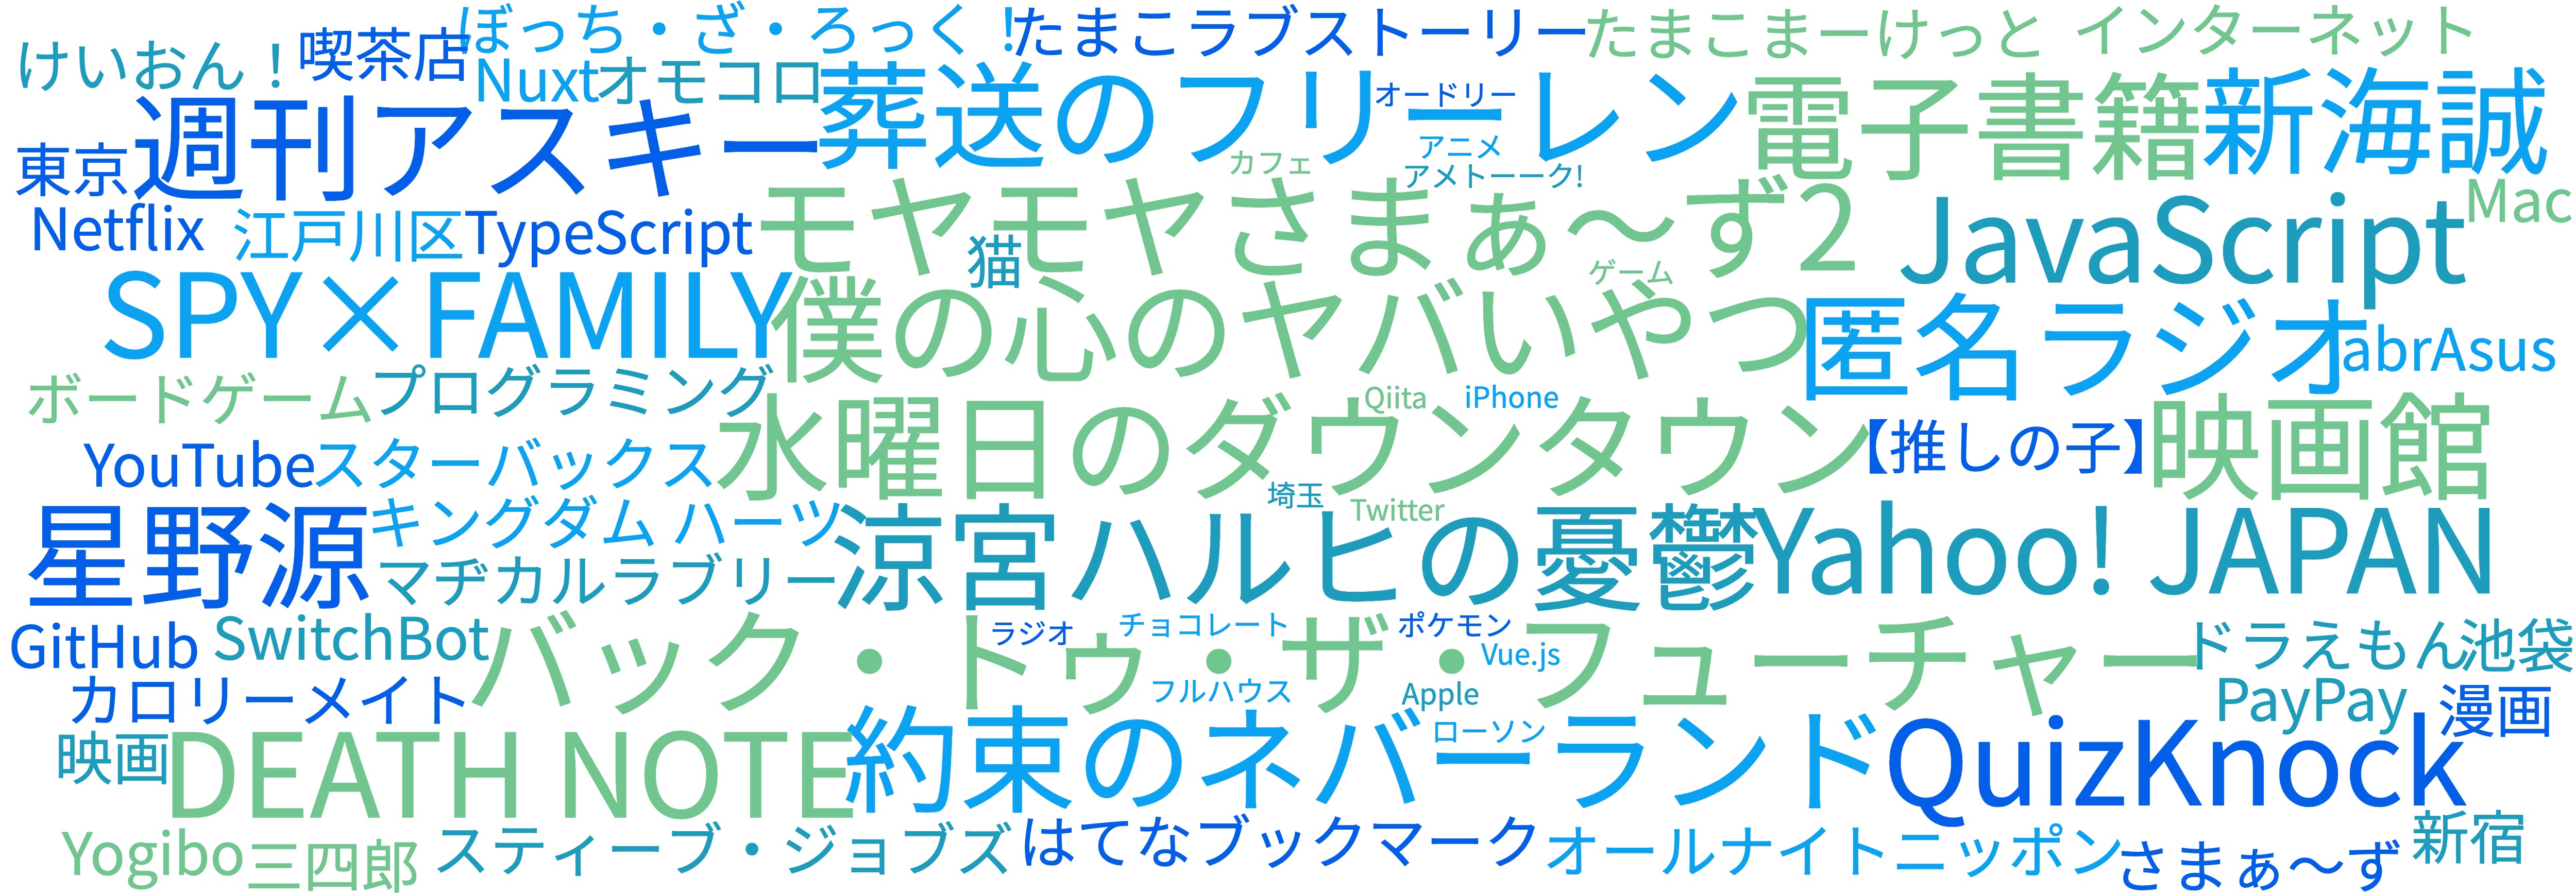 ぼっち・ざ・ろっく！
たまこラブストーリー
たまこまーけっと
インターネット
けいおん！
喫茶店
Nuxt
オモコロ
葬送のフリーレン
オードリー
電子書籍
新海誠
週刊アスキー
東京
アニメ
カフェ
アメトーーク!
Netflix
江戸川区
TypeScript
モヤモヤさまぁ〜ず2
JavaScript
Mac
猫
ゲーム
SPY×FAMILY
僕の心のヤバいやつ
匿名ラジオ
abrAsus
ボードゲーム
プログラミング
Qiita
iPhone
水曜日のダウンタウン
【推しの子】
映画館
YouTube
スターバックス
埼玉
Twitter
星野源
キングダム ハーツ
涼宮ハルヒの憂鬱
Yahoo! JAPAN
マヂカルラブリー
GitHub
SwitchBot
バック・トゥ・ザ・フューチャー
ラジオ
チョコレート
ポケモン
Vue.js
ドラえもん
池袋
カロリーメイト
フルハウス
Apple
PayPay
漫画
映画
DEATH NOTE
約束のネバーランド
ローソン
QuizKnock
Yogibo
三四郎
スティーブ・ジョブズ
はてなブックマーク
オールナイトニッポン
さまぁ〜ず
新宿